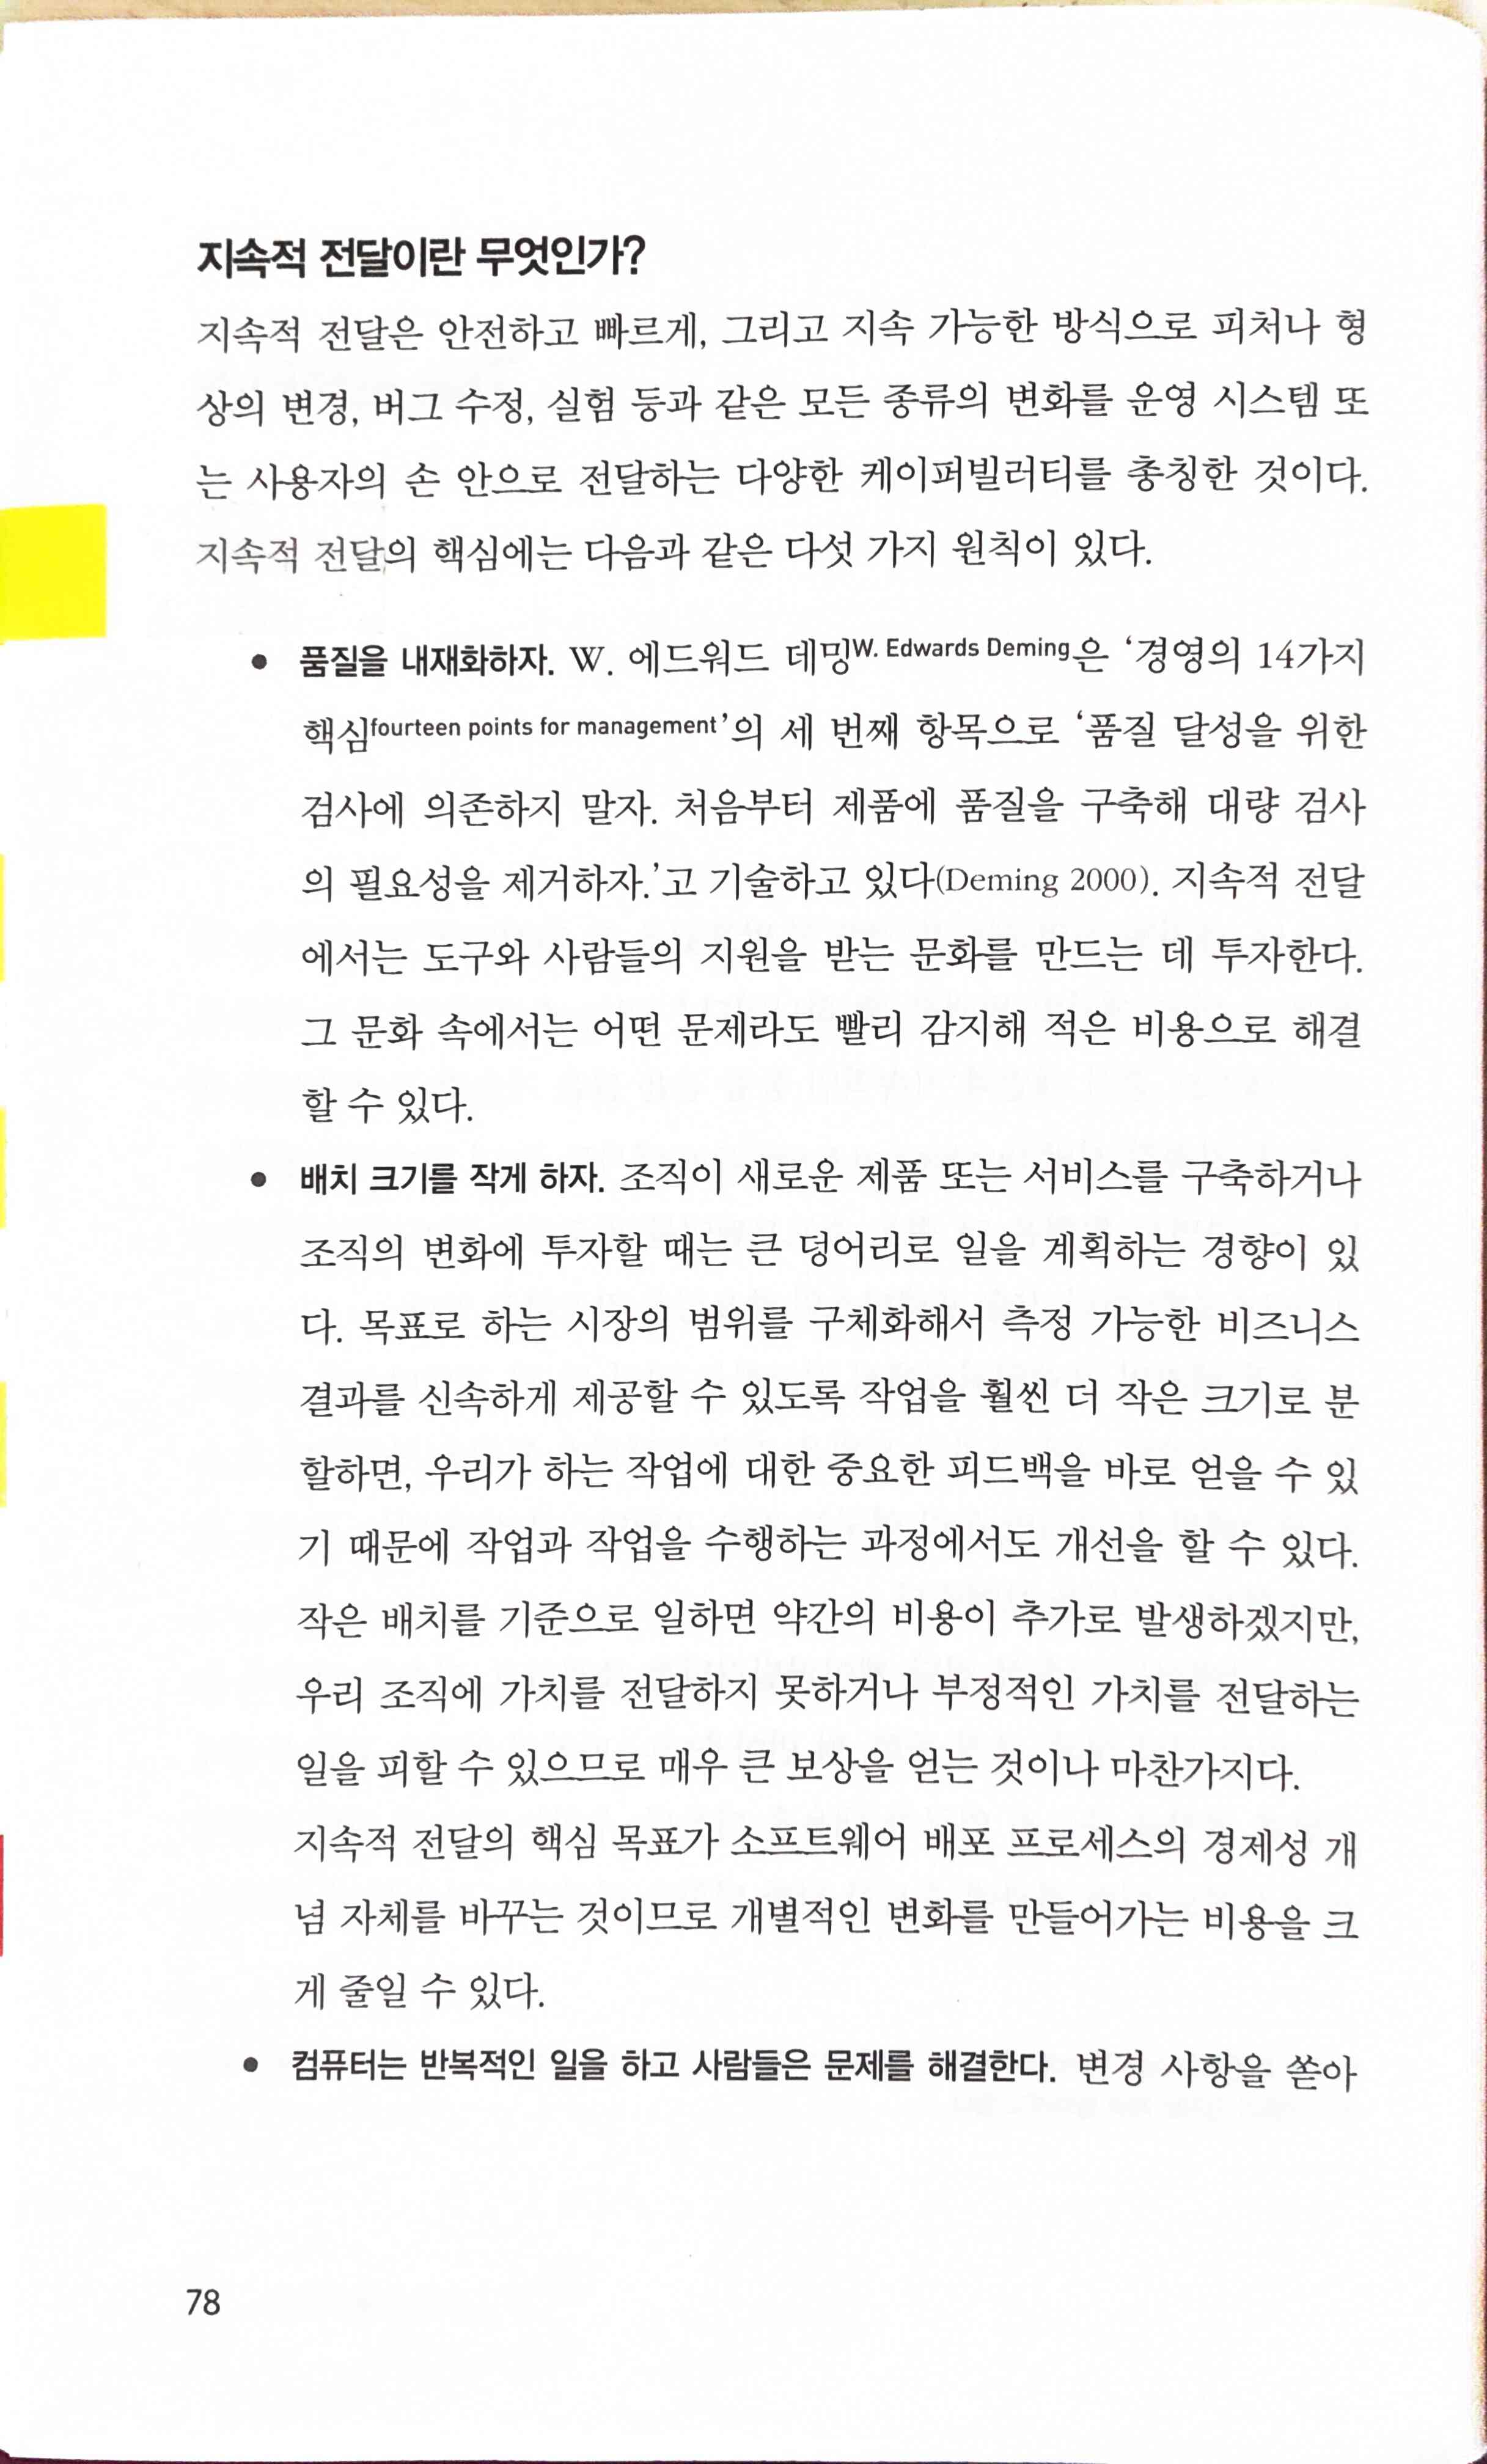 지속적 전달이란 무엇인가?
지속적 전달은 안전하고 빠르게, 그리고 지속 가능한 방식으로 피처나 형
상의 변경, 버그 수정, 실험 등과 같은 모든 종류의 변화를 운영 시스템 또
는 사용자의 손 안으로 전달하는 다양한 케이퍼빌러티를 총칭한 것이다.
지속적 전달의 핵심에는 다음과 같은 다섯 가지 원칙이 있다.
• 품질을 내재화하자. W. 에드워드 데밍W. Edwards Deming은 ‘경영의 14가지
핵심fourteen points for management’의 세 번째 항목으로 ‘품질 달성을 위한
검사에 의존하지 말자. 처음부터 제품에 품질을 구축해 대량 검사
의 필요성을 제거하자.’고 기술하고 있다(Deming 2000). 지속적 전달
에서는 도구와 사람들의 지원을 받는 문화를 만드는 데 투자한다.
그 문화 속에서는 어떤 문제라도 빨리 감지해 적은 비용으로 해결
할 수 있다.
• 배치 크기를 작게 하자. 조직이 새로운 제품 또는 서비스를 구축하거나
조직의 변화에 투자할 때는 큰 덩어리로 일을 계획하는 경향이 있
다. 목표로 하는 시장의 범위를 구체화해서 측정 가능한 비즈니스
결과를 신속하게 제공할 수 있도록 작업을 훨씬 더 작은 크기로 분
할하면, 우리가 하는 작업에 대한 중요한 피드백을 바로 얻을 수 있
기 때문에 작업과 작업을 수행하는 과정에서도 개선을 할 수 있다.
작은 배치를 기준으로 일하면 약간의 비용이 추가로 발생하겠지만,
우리 조직에 가치를 전달하지 못하거나 부정적인 가치를 전달하는
일을 피할 수 있으므로 매우 큰 보상을 얻는 것이나 마찬가지다.
지속적 전달의 핵심 목표가 소프트웨어 배포 프로세스의 경제성 개
념 자체를 바꾸는 것이므로 개별적인 변화를 만들어가는 비용을 크
게 줄일 수 있다.
• 컴퓨터는 반복적인 일을 하고 사람들은 문제를 해결한다. 변경 사항을 쏟아
78